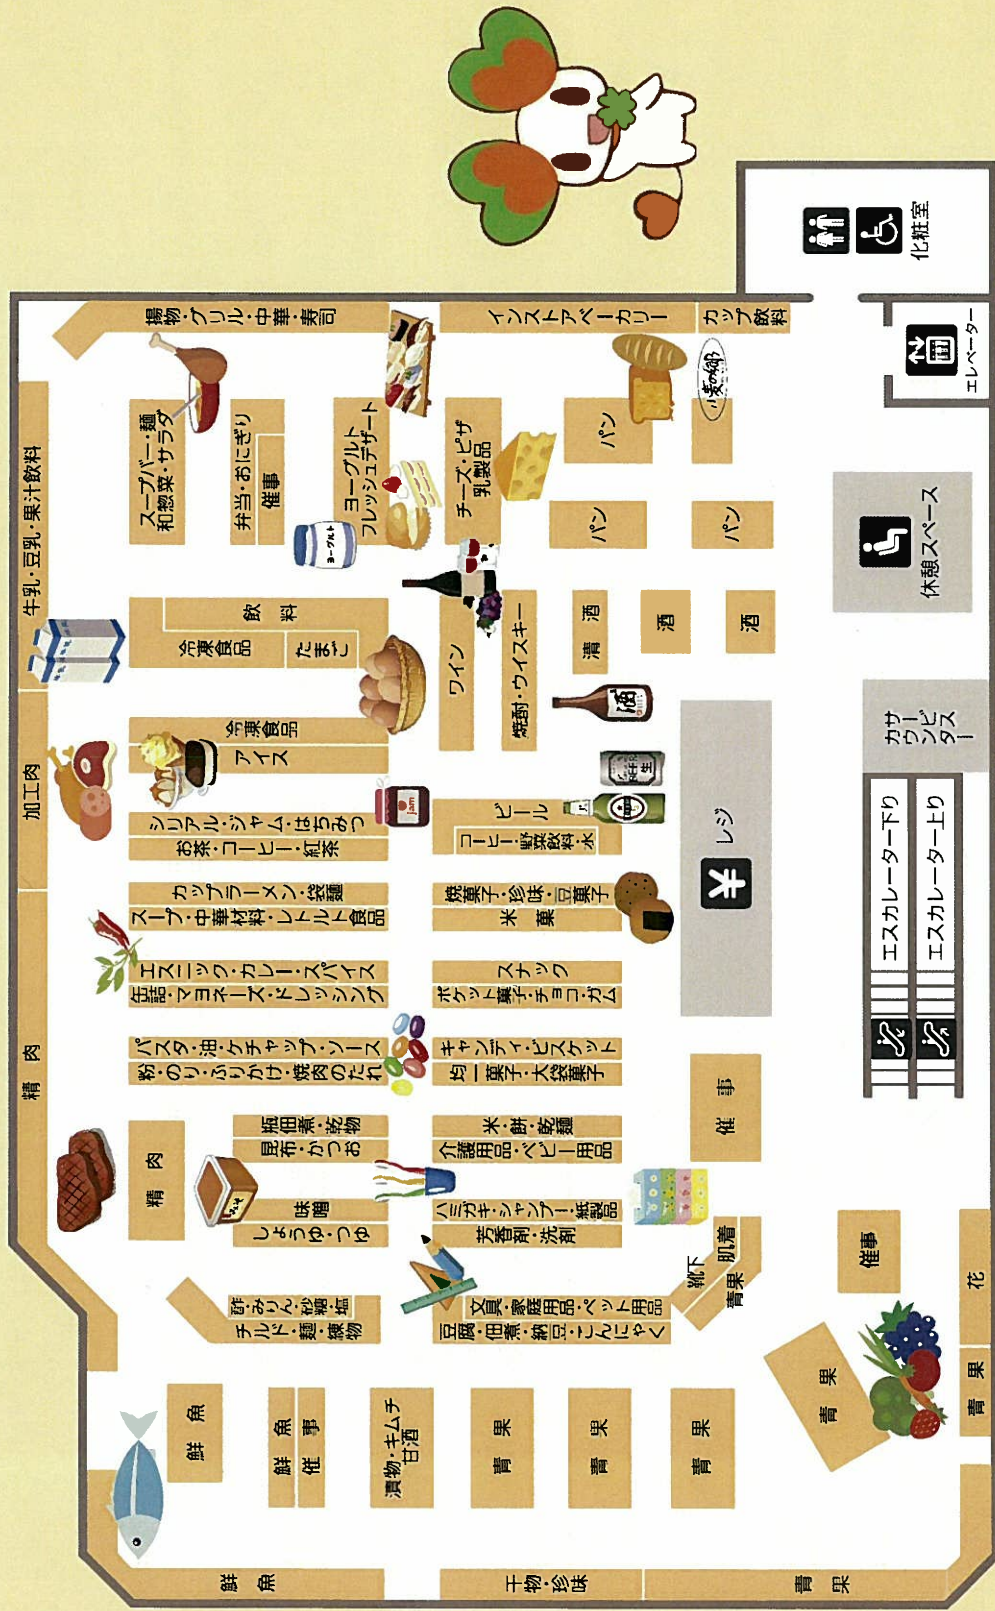 鮮魚
干物・珍味
青果
鮮魚
鮮魚
催事
漬物・キムチ
甘酒
青果
青果
青果
青果
青果
花
催事
精肉
加工肉
牛乳・豆乳・果汁飲料
精肉
酢・みりん・砂糖・塩
チルド・麺・練物
文具・家庭用品・ペット用品
豆腐・佃煮・納豆・こんにゃく
靴下
肌着
青果
味噌
しょうゆ・つゆ
ハミガキ・シャンプー・紙製品
芳香剤・洗剤
瓶佃煮・乾物
昆布・かつお
米・餅・乾麺
介護用品・ベビー用品
催事
パスタ・油・ケチャップ・ソース
粉・のり・ふりかけ・焼肉のたれ
キャンディ・ビスケット
均一菓子・大袋菓子
エスニック・カレー・スパイス
缶詰・マヨネーズ・ドレッシング
スナック
ポケット菓子・チョコ・ガム
カップラーメン・袋麺
スープ・中華材料・レトルト食品
焼菓子・珍味・豆菓子
米菓
シリアル・ジャム・はちみつ
お茶・コーヒー・紅茶
jam
ビール
コーヒー・野菜飲料・水
生
冷凍食品
アイス
飲料
冷凍食品
たまご
ワイン
焼酎・ウイスキー
清酒
酒
酒
酒
レジ
スープバー・麺
和惣菜・サラダ
弁当・おにぎり
催事
ヨーグルト
ヨーグルト
フレッシュデザート
チーズ・ピザ
乳製品
パン
パン
パン
小麦の郷
揚物・グリル・中華・寿司
インストアベーカリー
カップ飲料
エスカレーター下り
エスカレーター上り
サービス
カウンター
休憩スペース
エレベーター
化粧室